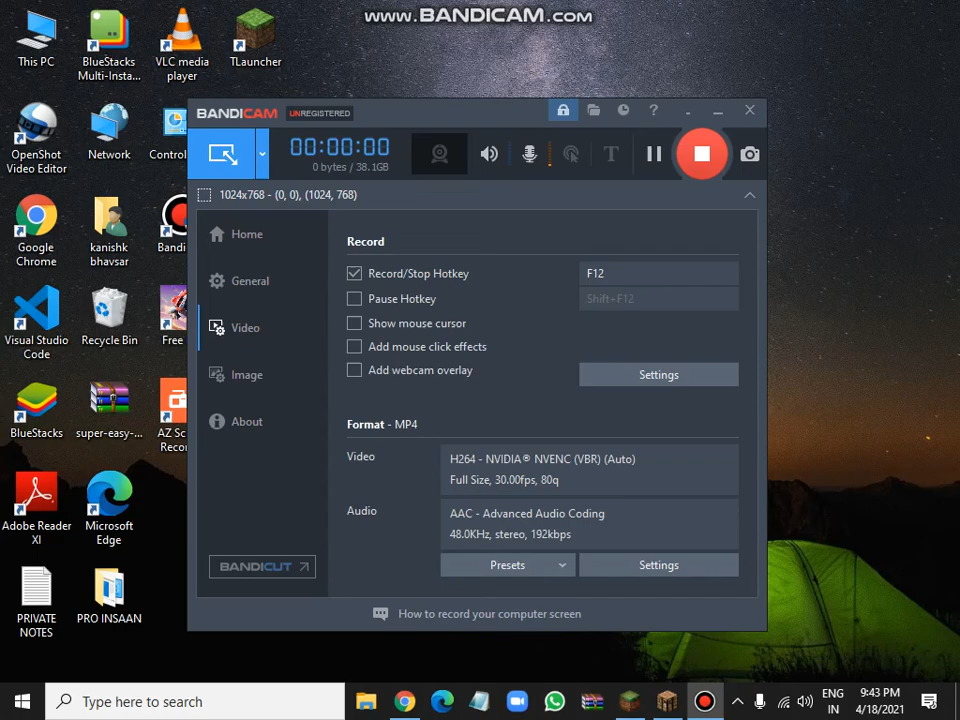 www.BANDICAM.com
This PC
BlueStacks
Multi-Insta...
VLC media
player
TLauncher
OpenShot
Video Editor
Network
Control
Google
Chrome
kanishk
bhavsar
Bandi
Visual Studio
Code
Recycle Bin
Free
BlueStacks
super-easy-...
AZ Scr
Recor
Adobe Reader
XI
Microsoft
Edge
PRIVATE
NOTES
PRO INSAAN
BANDICAM UNREGISTERED
00:00:00
0 bytes / 38.1GB
1024x768 - (0, 0), (1024, 768)
Home
General
Video
Image
About
BANDICUT
Record
Record/Stop Hotkey F12
Pause Hotkey Shift+F12
Show mouse cursor
Add mouse click effects
Add webcam overlay
Settings
Format - MP4
Video
H264 - NVIDIA® NVENC (VBR) (Auto)
Full Size, 30.00fps, 80q
Audio
AAC - Advanced Audio Coding
48.0KHz, stereo, 192kbps
Presets Settings
How to record your computer screen
Type here to search
ENG
IN
9:43 PM
4/18/2021